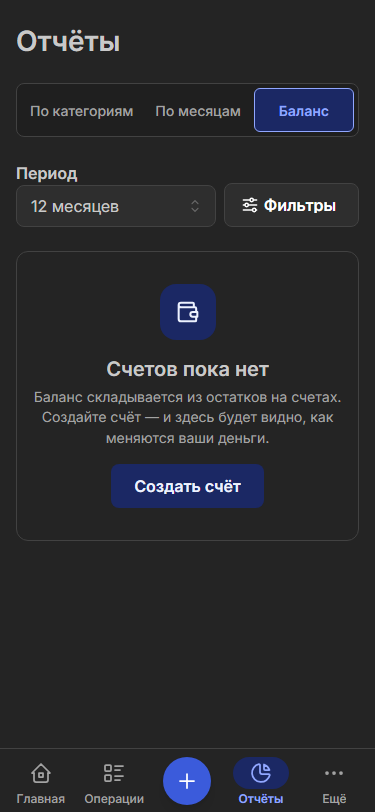 Отчёты
По категориям По месяцам Баланс
Период
12 месяцев Фильтры
Счетов пока нет
Баланс складывается из остатков на счетах.
Создайте счёт — и здесь будет видно, как
меняются ваши деньги.
Создать счёт
Главная Операции Отчёты Ещё